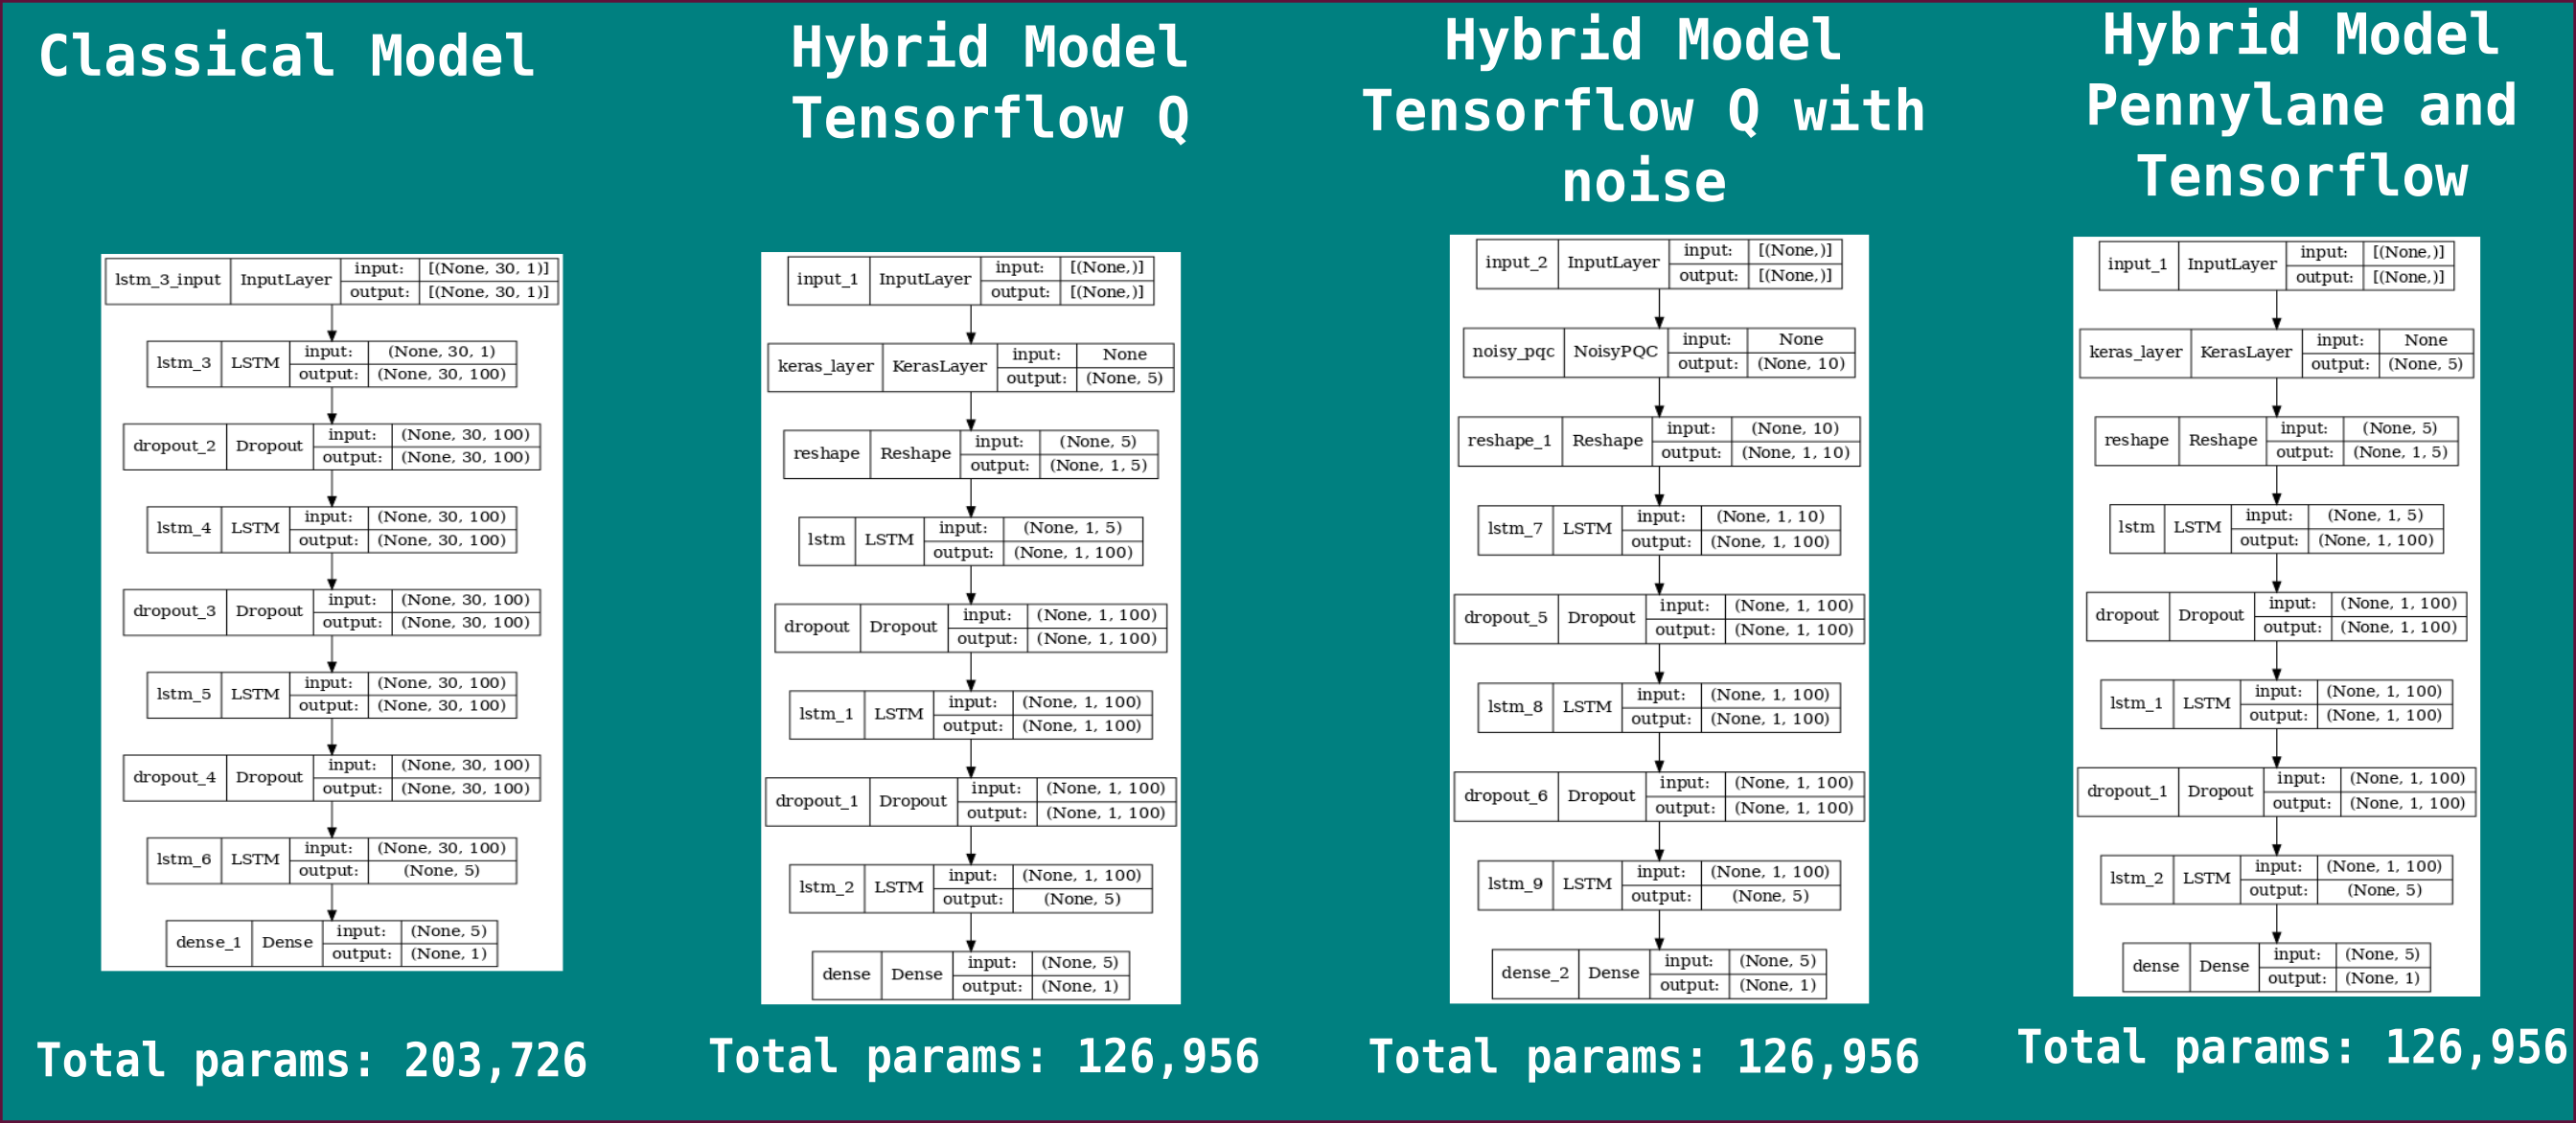 Classical Model
lstm_3_input InputLayer input: [(None, 30, 1)]
output: [(None, 30, 1)]
lstm_3 LSTM input: (None, 30, 1)
output: (None, 30, 100)
dropout_2 Dropout input: (None, 30, 100)
output: (None, 30, 100)
lstm_4 LSTM input: (None, 30, 100)
output: (None, 30, 100)
dropout_3 Dropout input: (None, 30, 100)
output: (None, 30, 100)
lstm_5 LSTM input: (None, 30, 100)
output: (None, 30, 100)
dropout_4 Dropout input: (None, 30, 100)
output: (None, 30, 100)
lstm_6 LSTM input: (None, 30, 100)
output: (None, 5)
dense_1 Dense input: (None, 5)
output: (None, 1)
Total params: 203,726
Hybrid Model
Tensorflow Q
input_1 InputLayer input: [(None,)]
output: [(None,)]
keras_layer KerasLayer input: None
output: (None, 5)
reshape Reshape input: (None, 5)
output: (None, 1, 5)
lstm LSTM input: (None, 1, 5)
output: (None, 1, 100)
dropout Dropout input: (None, 1, 100)
output: (None, 1, 100)
lstm_1 LSTM input: (None, 1, 100)
output: (None, 1, 100)
dropout_1 Dropout input: (None, 1, 100)
output: (None, 1, 100)
lstm_2 LSTM input: (None, 1, 100)
output: (None, 5)
dense Dense input: (None, 5)
output: (None, 1)
Total params: 126,956
Hybrid Model
Tensorflow Q with
noise
input_2 InputLayer input: [(None,)]
output: [(None,)]
noisy_pqc NoisyPQC input: None
output: (None, 10)
reshape_1 Reshape input: (None, 10)
output: (None, 1, 10)
lstm_7 LSTM input: (None, 1, 10)
output: (None, 1, 100)
dropout_5 Dropout input: (None, 1, 100)
output: (None, 1, 100)
lstm_8 LSTM input: (None, 1, 100)
output: (None, 1, 100)
dropout_6 Dropout input: (None, 1, 100)
output: (None, 1, 100)
lstm_9 LSTM input: (None, 1, 100)
output: (None, 5)
dense_2 Dense input: (None, 5)
output: (None, 1)
Total params: 126,956
Hybrid Model
Pennylane and
Tensorflow
input_1 InputLayer input: [(None,)]
output: [(None,)]
keras_layer KerasLayer input: None
output: (None, 5)
reshape Reshape input: (None, 5)
output: (None, 1, 5)
lstm LSTM input: (None, 1, 5)
output: (None, 1, 100)
dropout Dropout input: (None, 1, 100)
output: (None, 1, 100)
lstm_1 LSTM input: (None, 1, 100)
output: (None, 1, 100)
dropout_1 Dropout input: (None, 1, 100)
output: (None, 1, 100)
lstm_2 LSTM input: (None, 1, 100)
output: (None, 5)
dense Dense input: (None, 5)
output: (None, 1)
Total params: 126,956